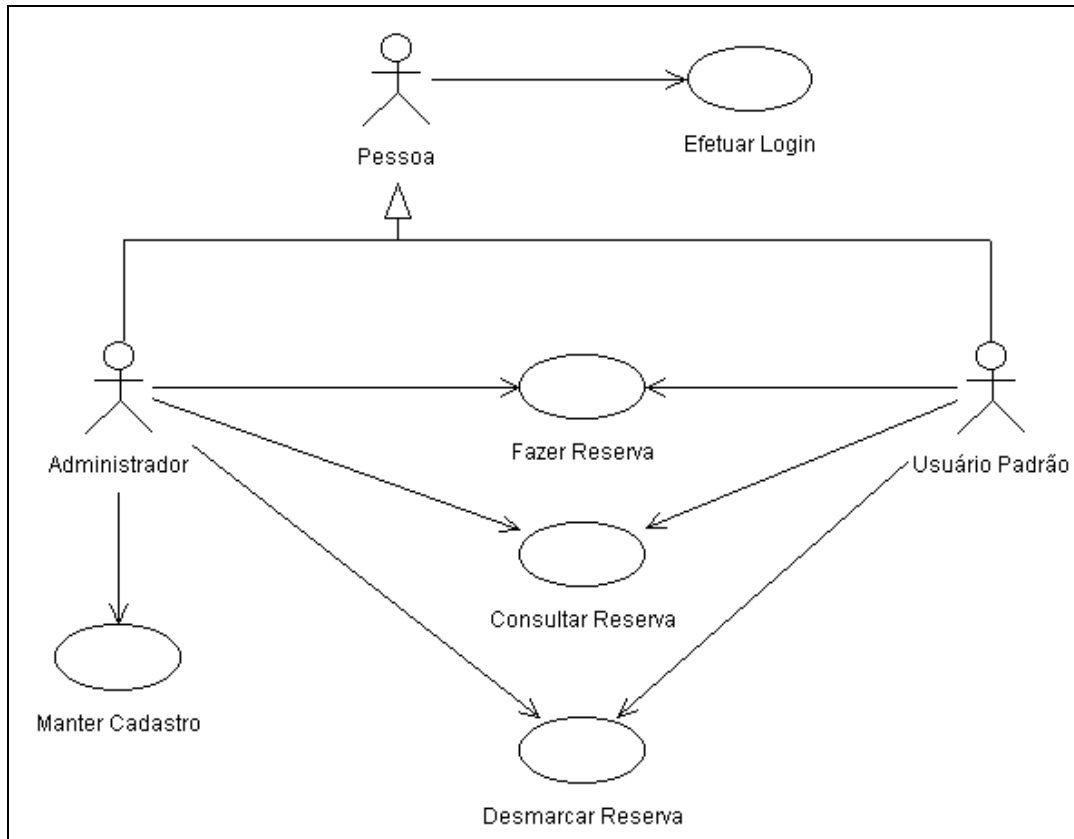 Efetuar Login
Pessoa
Fazer Reserva
Administrador
Usuário Padrão
Consultar Reserva
Manter Cadastro
Desmarcar Reserva